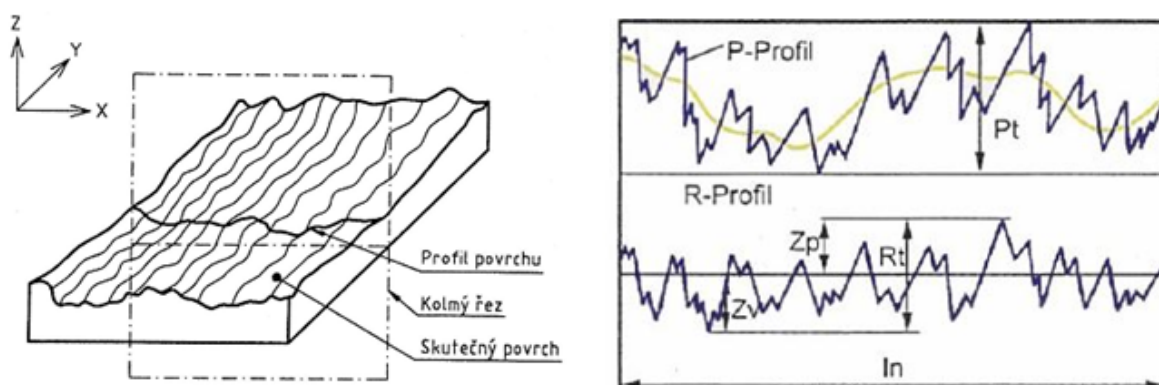 Z
Y
X
Profil povrchu
Kolmý řez
Skutečný povrch
P-Profil
Pt
R-Profil
Zp
Rt
Zv
ln